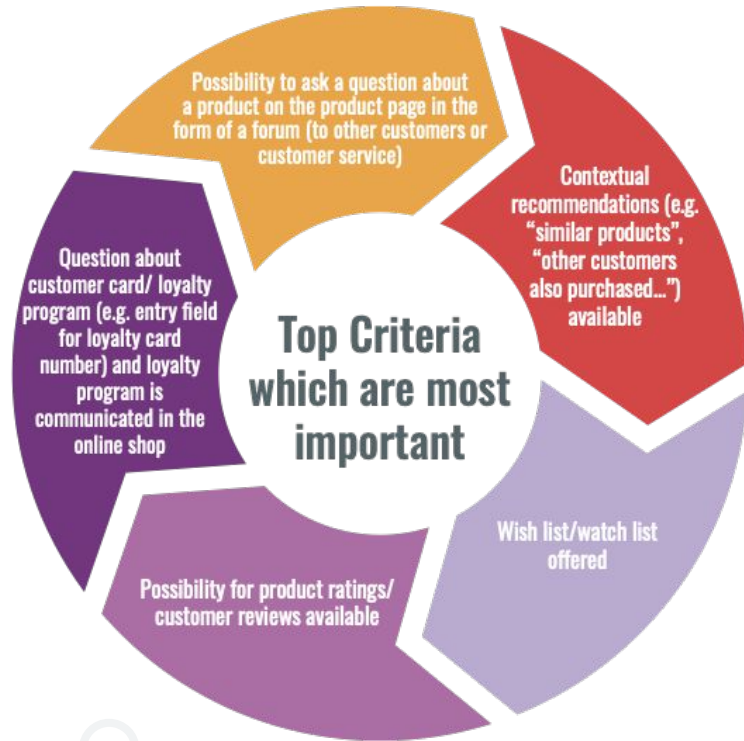 Possibility to ask a question about
a product on the product page in the
form of a forum (to other customers or
customer service)
Contextual
recommendations (e.g.
“similar products”,
“other customers
also purchased...”)
available
Wish list/watch list
offered
Possibility for product ratings/
customer reviews available
Question about
customer card/ loyalty
program (e.g. entry field
for loyalty card
number) and loyalty
program is
communicated in the
online shop
Top Criteria
which are most
important